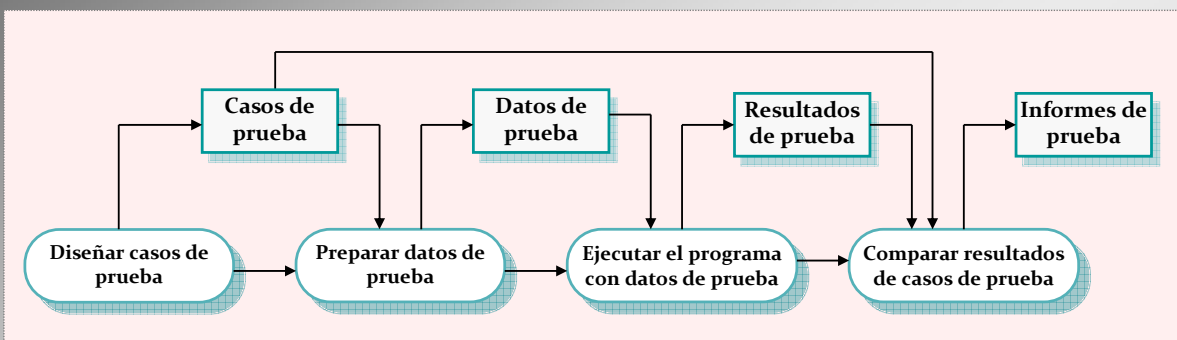 Casos de
prueba
Datos de
prueba
Resultados
de prueba
Informes de
prueba
Diseñar casos de
prueba
Preparar datos de
prueba
Ejecutar el programa
con datos de prueba
Comparar resultados
de casos de prueba